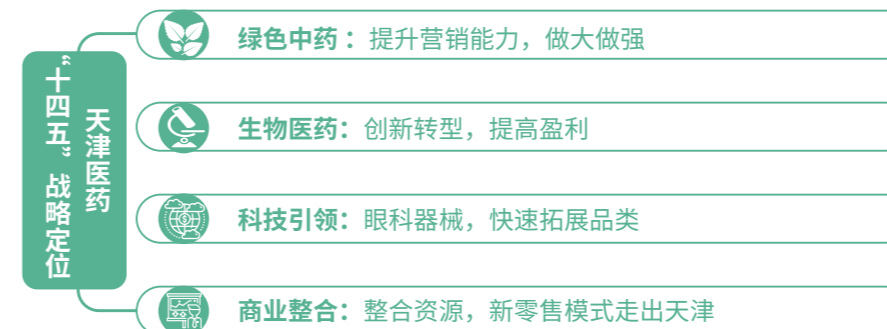 天津医药
“十四五”战略定位
绿色中药：提升营销能力，做大做强
生物医药：创新转型，提高盈利
科技引领：眼科器械，快速拓展品类
商业整合：整合资源，新零售模式走出天津